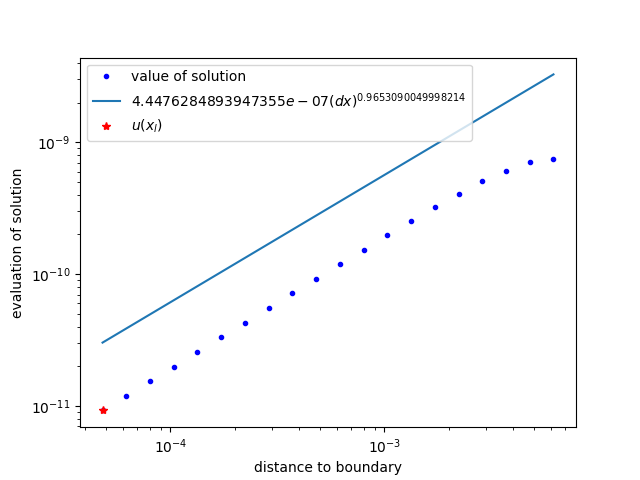 value of solution
4.4476284893947355e − 07(dx)^0.9653090049998214
u(x_l)
10^−9
10^−10
10^−11
evaluation of solution
10^−4
10^−3
distance to boundary